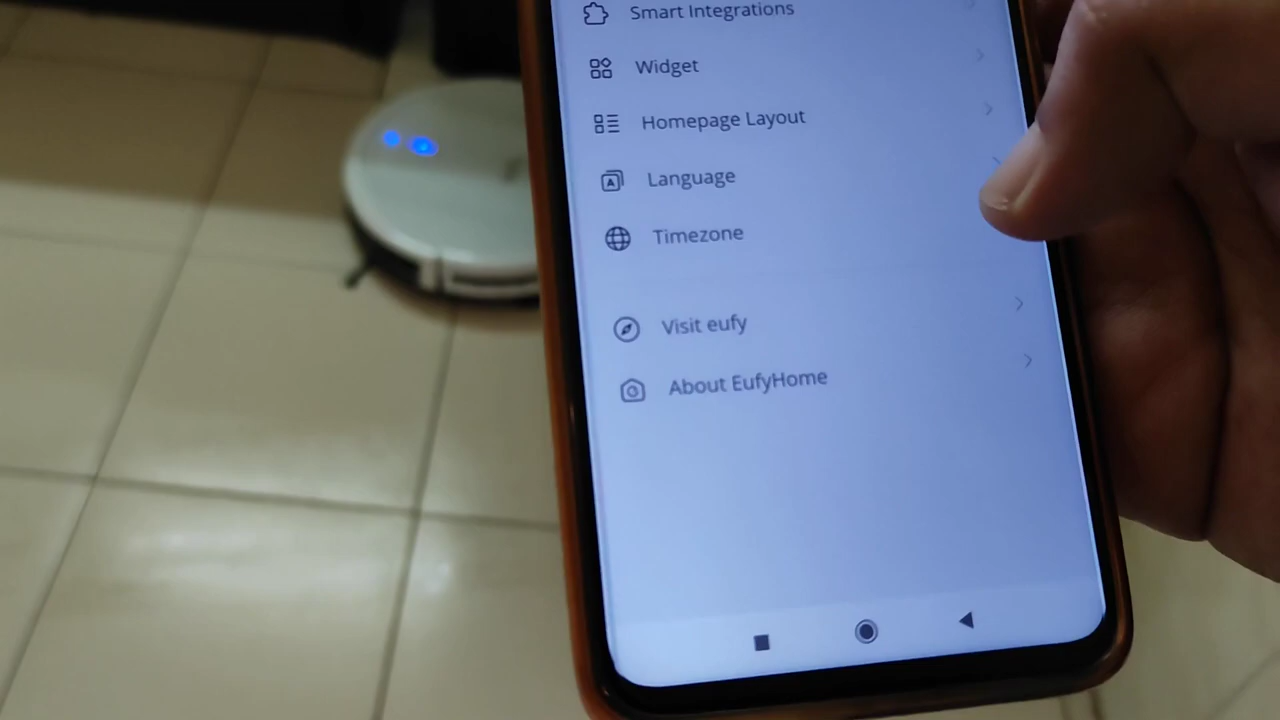 Smart Integrations
Widget
Homepage Layout
Language
Timezone
Visit eufy
About EufyHome